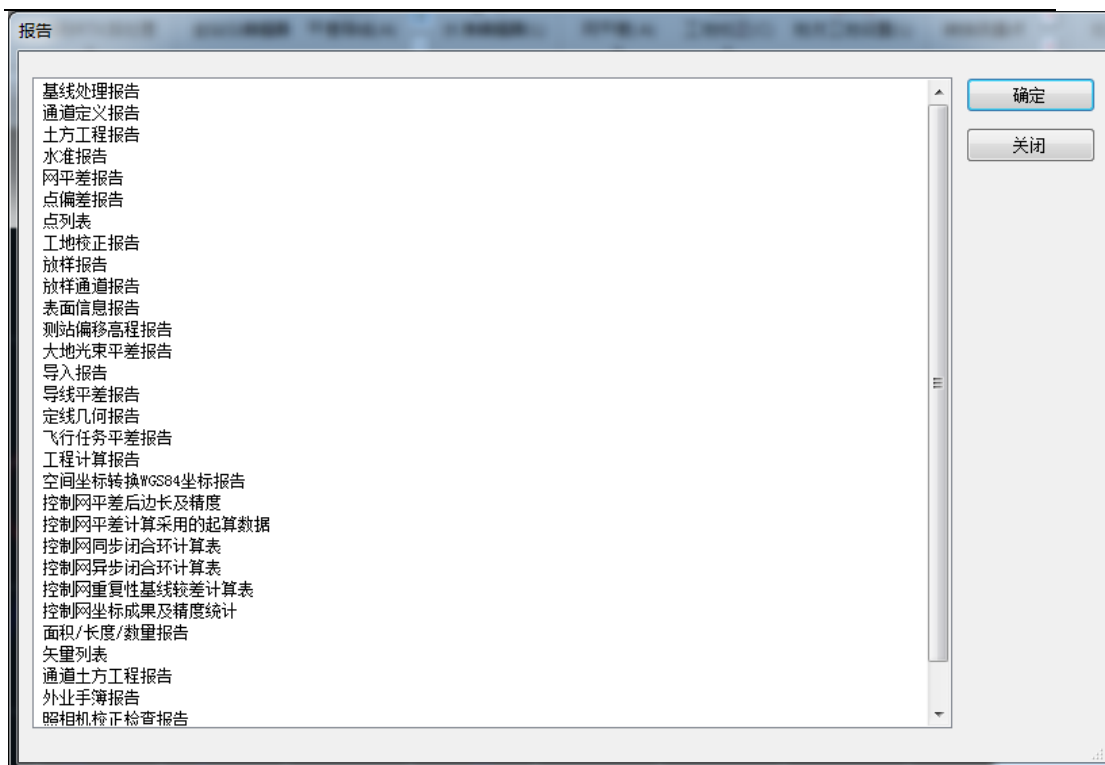 报告
基线处理报告
通道定义报告
土方工程报告
水准报告
网平差报告
点偏差报告
点列表
工地校正报告
放样报告
放样通道报告
表面信息报告
测站偏移高程报告
大地光束平差报告
导入报告
导线平差报告
定线几何报告
飞行任务平差报告
工程计算报告
空间坐标转换WGS84坐标报告
控制网平差后边长及精度
控制网平差计算采用的起算数据
控制网同步闭合环计算表
控制网异步闭合环计算表
控制网重复性基线较差计算表
控制网坐标成果及精度统计
面积/长度/数量报告
矢量列表
通道土方工程报告
外业手簿报告
照相机校正检查报告
确定
关闭